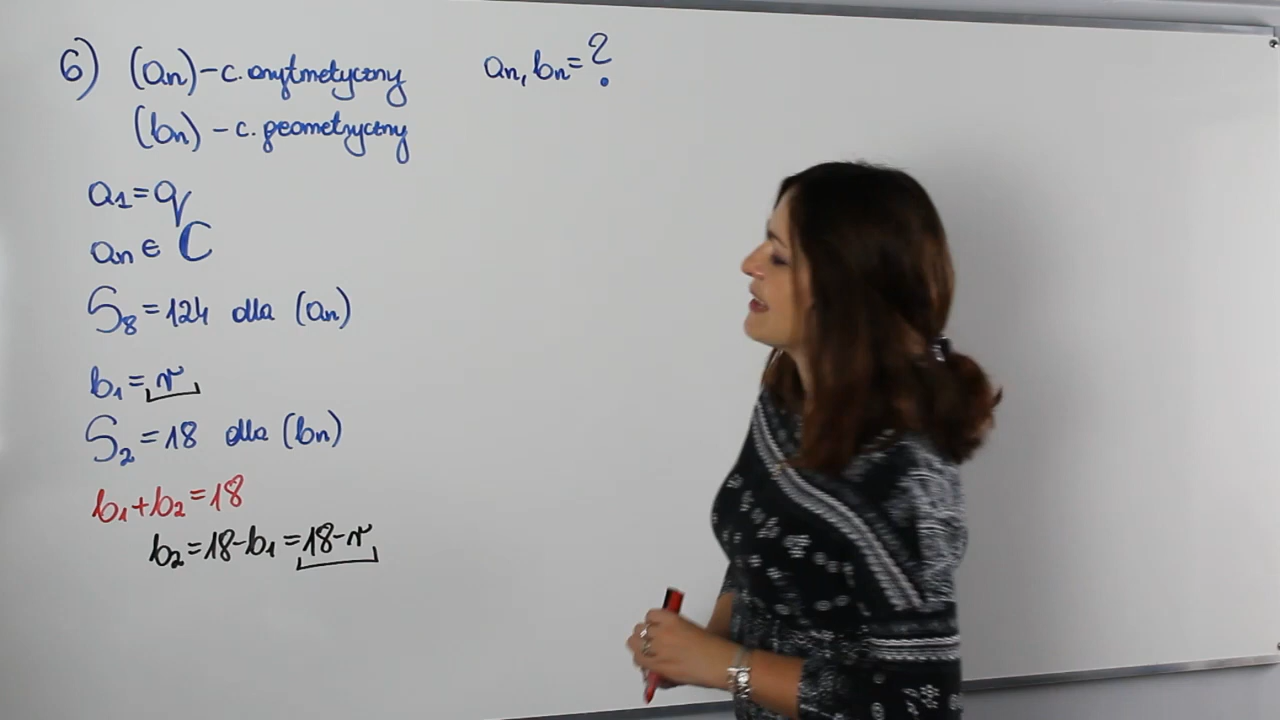 6) (an) - c. arytmetyczny an, bn = ?
(bn) - c. geometryczny
a1 = q
an ∈ C
S8 = 124 dla (an)
b1 = r
S2 = 18 dla (bn)
b1 + b2 = 18
b2 = 18 - b1 = 18 - r